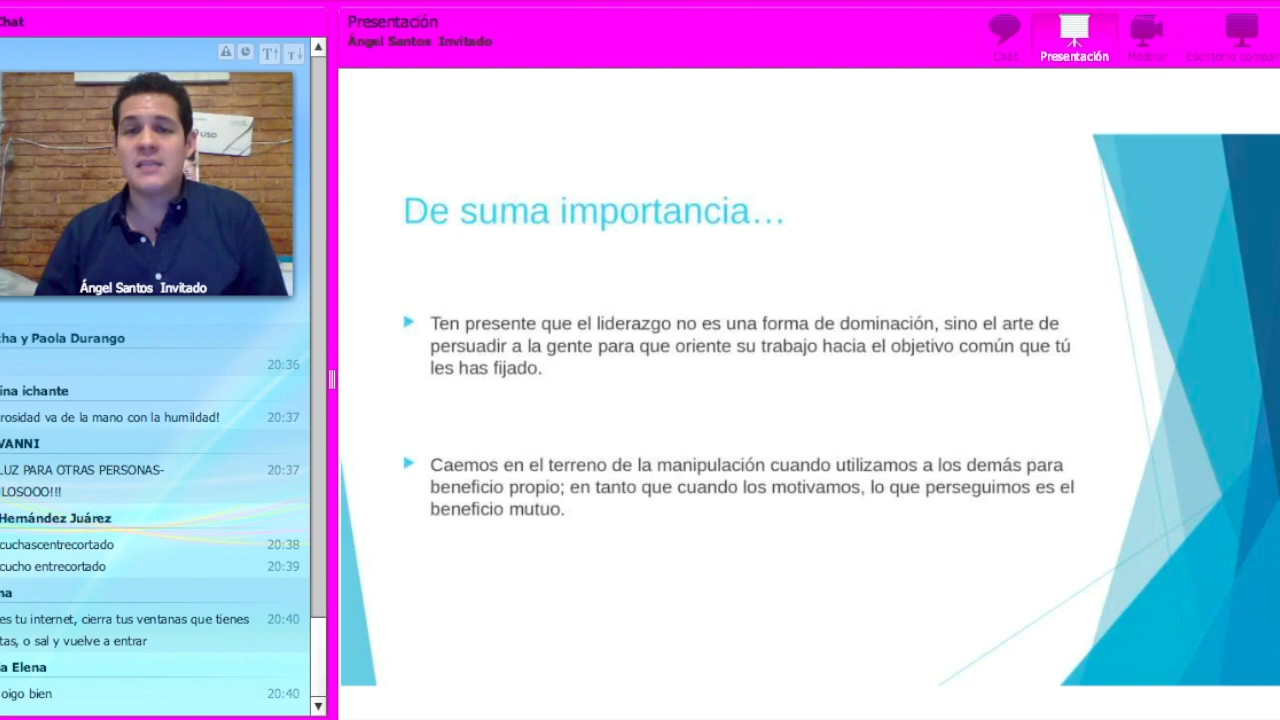 Chat
T T
USD
Ángel Santos Invitado
tha y Paola Durango
20:36
ina ichante
rosidad va de la mano con la humildad! 20:37
VANNI
LUZ PARA OTRAS PERSONAS- 20:37
LOSOOO!!!
Hernández Juárez
cuchascentrecortado 20:38
cucho entrecortado 20:39
na
es tu internet, cierra tus ventanas que tienes 20:40
tas, o sal y vuelve a entrar
a Elena
oigo bien 20:40
Presentación
Ángel Santos Invitado
Chat
Presentación
Mostrar
Escritorio compar
De suma importancia...
Ten presente que el liderazgo no es una forma de dominación, sino el arte de
persuadir a la gente para que oriente su trabajo hacia el objetivo común que tú
les has fijado.
Caemos en el terreno de la manipulación cuando utilizamos a los demás para
beneficio propio; en tanto que cuando los motivamos, lo que perseguimos es el
beneficio mutuo.